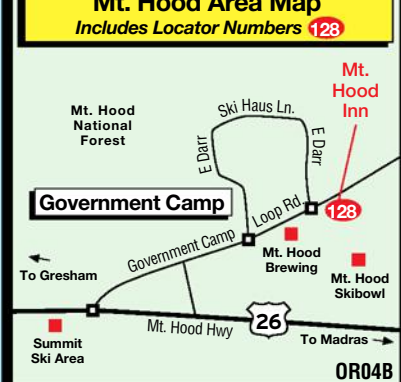 Mt. Hood Area Map
Includes Locator Numbers 128
Mt.
Hood
Inn
Mt. Hood
National
Forest
Ski Haus Ln.
E Darr
E Darr
Government Camp
Loop Rd.
128
Government Camp
Mt. Hood
Brewing
Mt. Hood
Skibowl
To Gresham
Mt. Hood Hwy
26
To Madras
Summit
Ski Area
OR04B